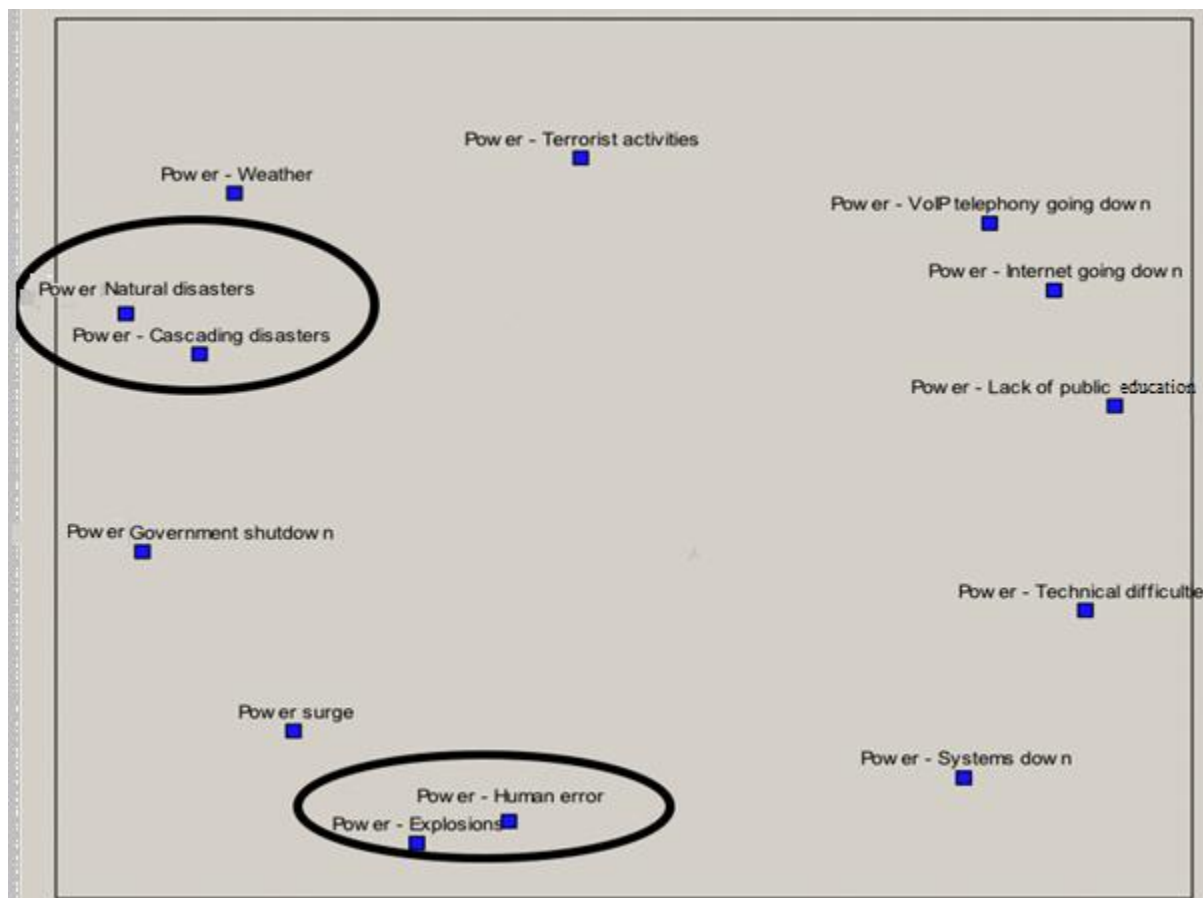 Power - Terrorist activities
Power - Weather
Power - VoIP telephony going down
Power - Internet going down
Power Natural disasters
Power - Cascading disasters
Power - Lack of public education
Power Government shutdown
Power - Technical difficultie
Power surge
Power - Systems down
Power - Human error
Power - Explosions